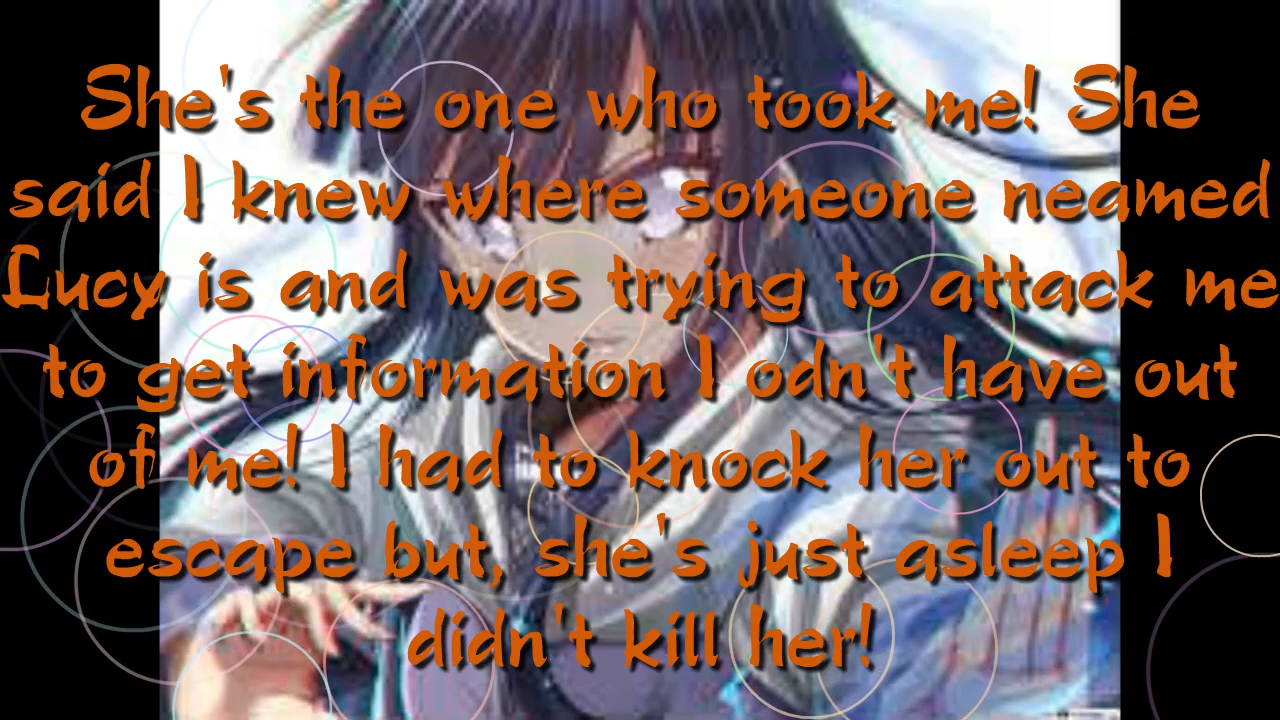 She's the one who took me! She
said I knew where someone neamed
Lucy is and was trying to attack me
to get information I odn't have out
of me! I had to knock her out to
escape but, she's just asleep I
didn't kill her!